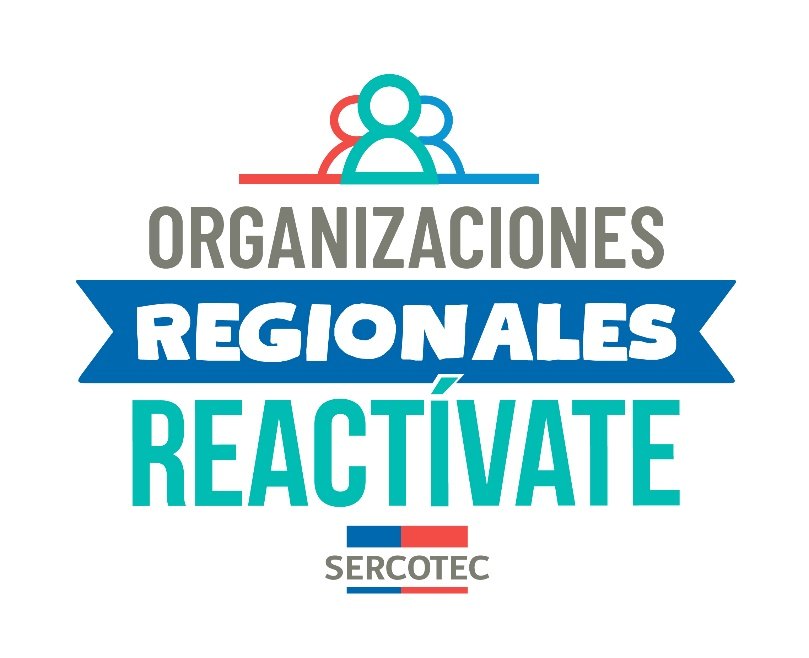 ORGANIZACIONES
REGIONALES
REACTÍVATE
SERCOTEC